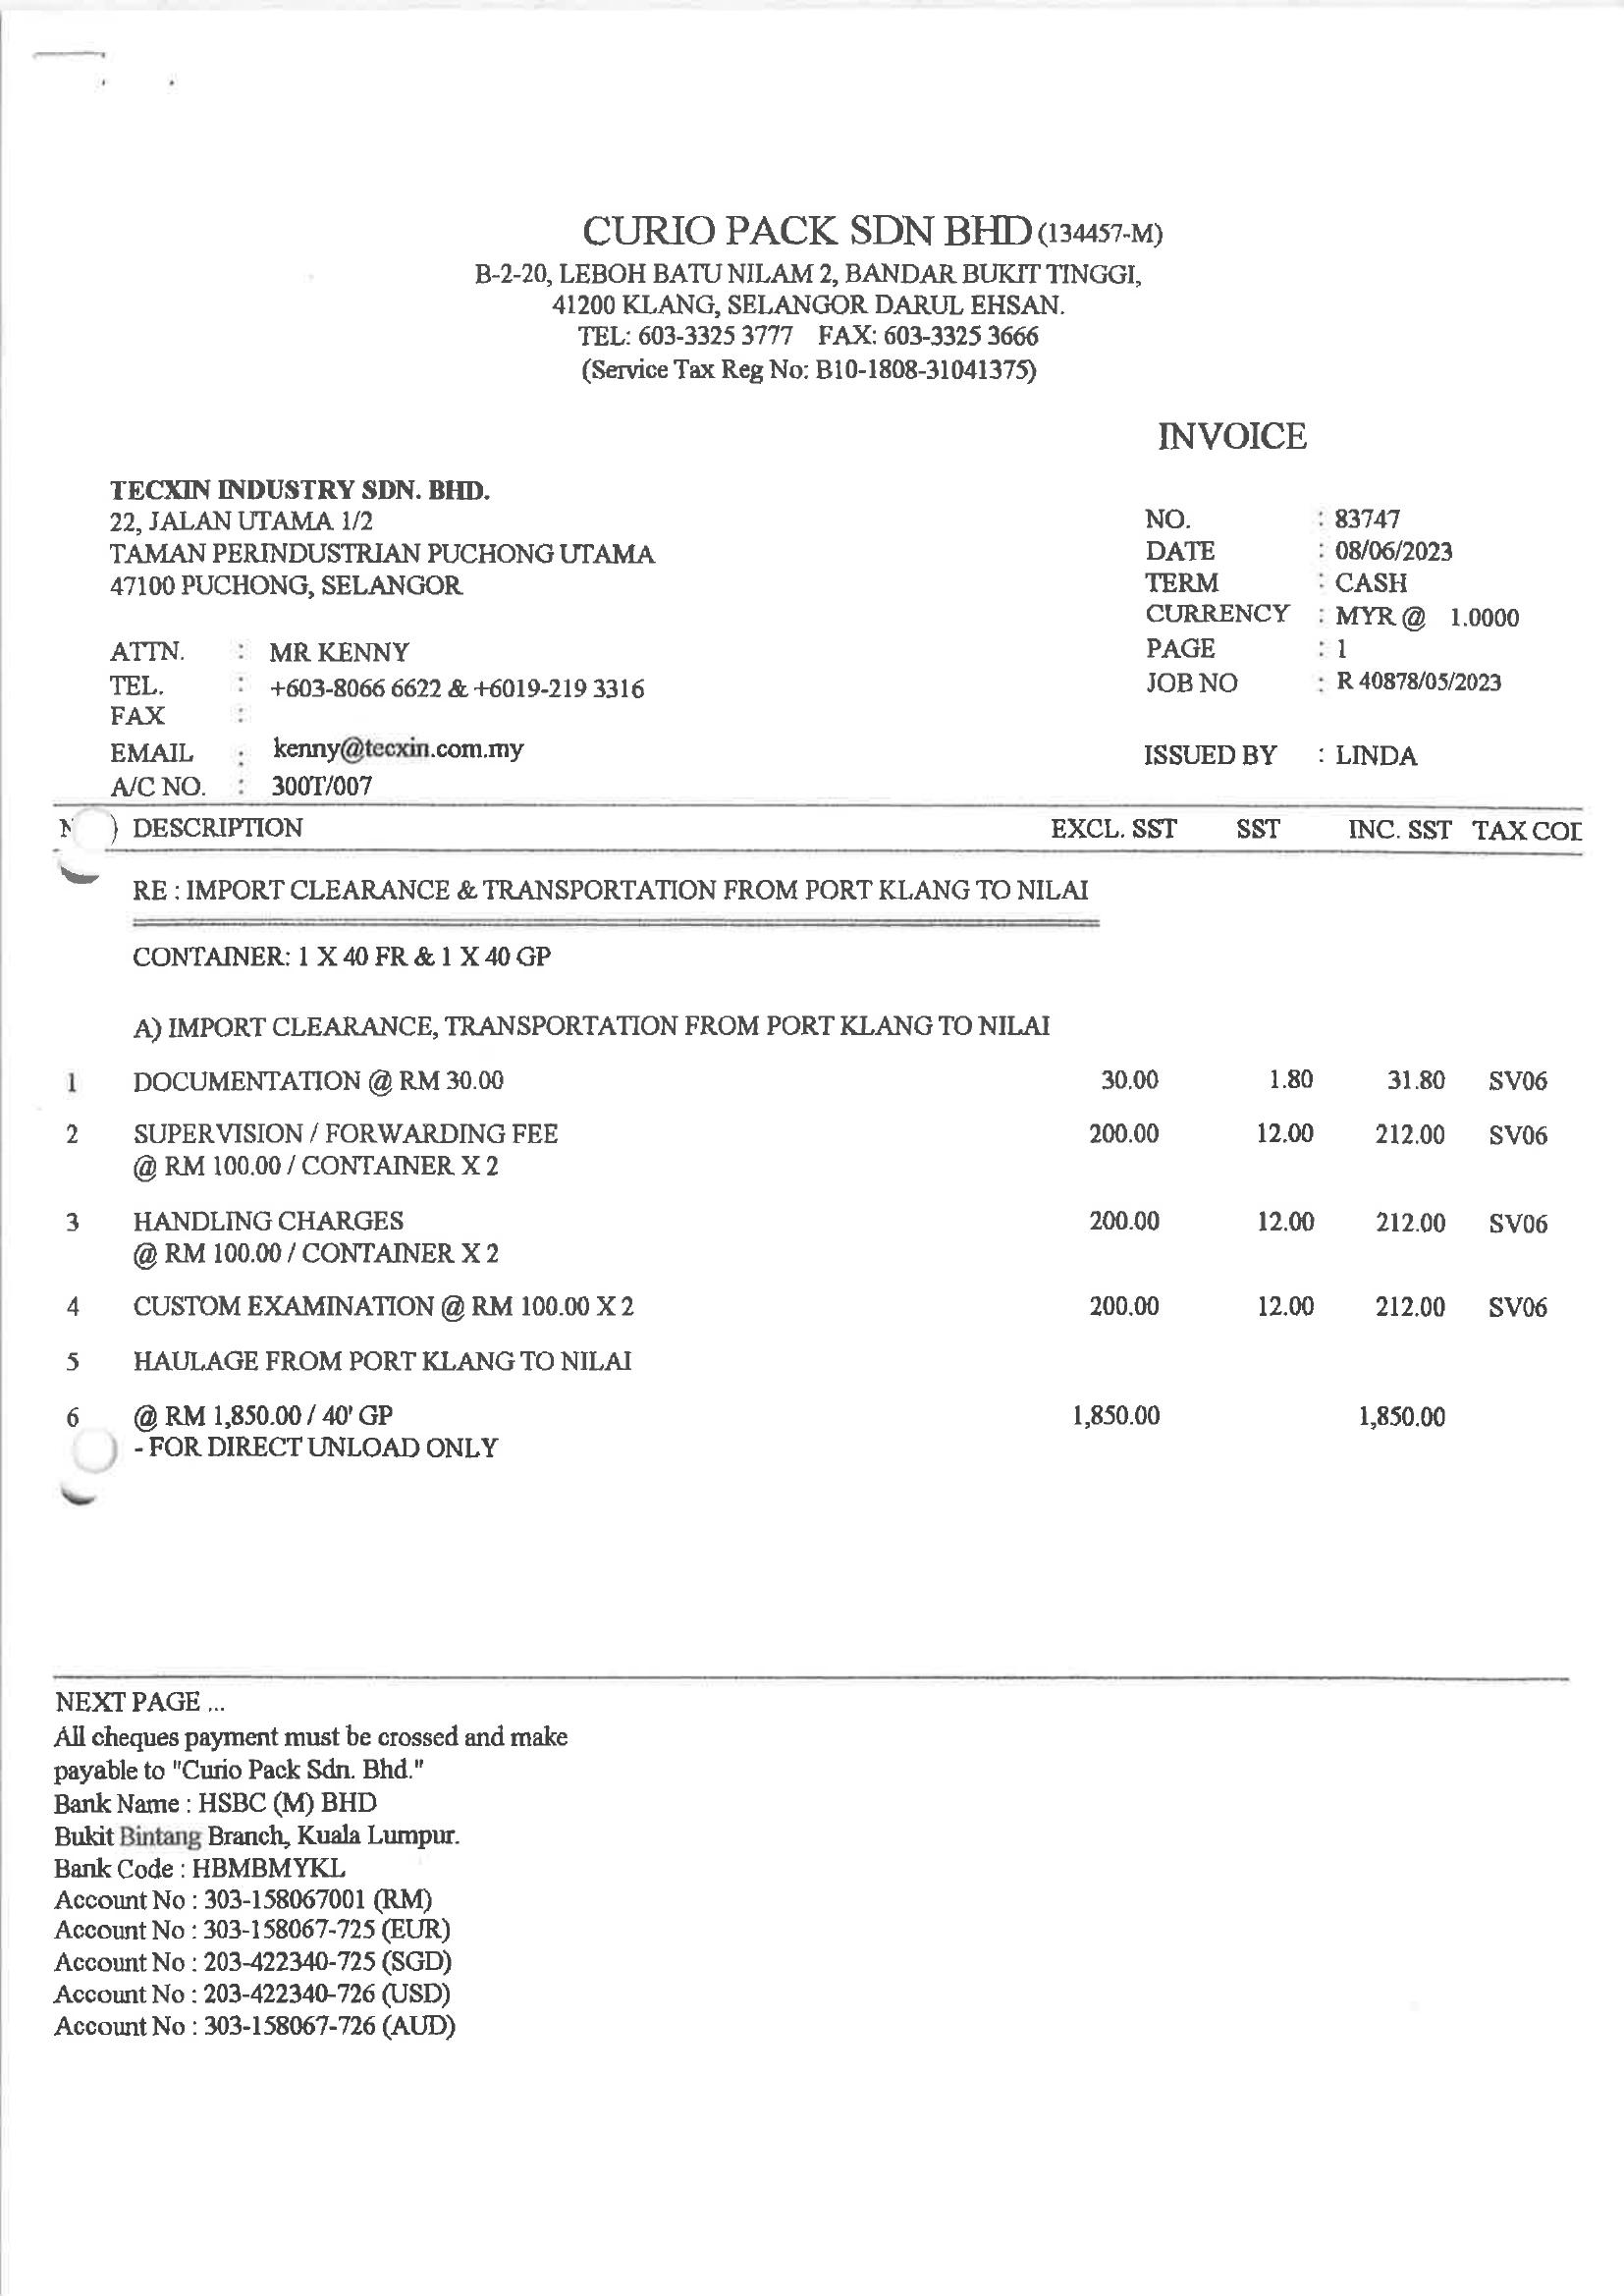 CURIO PACK SDN BHD (134457-M)
B-2-20, LEBOH BATU NILAM 2, BANDAR BUKIT TINGGI,
41200 KLANG, SELANGOR DARUL EHSAN.
TEL: 603-3325 3777 FAX: 603-3325 3666
(Service Tax Reg No: B10-1808-31041375)
INVOICE
TECXIN INDUSTRY SDN. BHD.
22, JALAN UTAMA 1/2
TAMAN PERINDUSTRIAN PUCHONG UTAMA
47100 PUCHONG, SELANGOR
NO. : 83747
DATE : 08/06/2023
TERM : CASH
CURRENCY : MYR @ 1.0000
PAGE : 1
JOB NO : R 40878/05/2023
ATTN. : MR KENNY
TEL. : +603-8066 6622 & +6019-219 3316
FAX :
EMAIL : kenny@tecxin.com.my
ISSUED BY : LINDA
A/C NO. : 300T/007
DESCRIPTION EXCL. SST SST INC. SST TAX COD
RE : IMPORT CLEARANCE & TRANSPORTATION FROM PORT KLANG TO NILAI
CONTAINER: 1 X 40 FR & 1 X 40 GP
A) IMPORT CLEARANCE, TRANSPORTATION FROM PORT KLANG TO NILAI
1 DOCUMENTATION @ RM 30.00 30.00 1.80 31.80 SV06
2 SUPERVISION / FORWARDING FEE 200.00 12.00 212.00 SV06
@ RM 100.00 / CONTAINER X 2
3 HANDLING CHARGES 200.00 12.00 212.00 SV06
@ RM 100.00 / CONTAINER X 2
4 CUSTOM EXAMINATION @ RM 100.00 X 2 200.00 12.00 212.00 SV06
5 HAULAGE FROM PORT KLANG TO NILAI
6 @ RM 1,850.00 / 40' GP 1,850.00 1,850.00
- FOR DIRECT UNLOAD ONLY
NEXT PAGE ...
All cheques payment must be crossed and make
payable to "Curio Pack Sdn. Bhd."
Bank Name : HSBC (M) BHD
Bukit Bintang Branch, Kuala Lumpur.
Bank Code : HBMBMYKL
Account No : 303-158067001 (RM)
Account No : 303-158067-725 (EUR)
Account No : 203-422340-725 (SGD)
Account No : 203-422340-726 (USD)
Account No : 303-158067-726 (AUD)